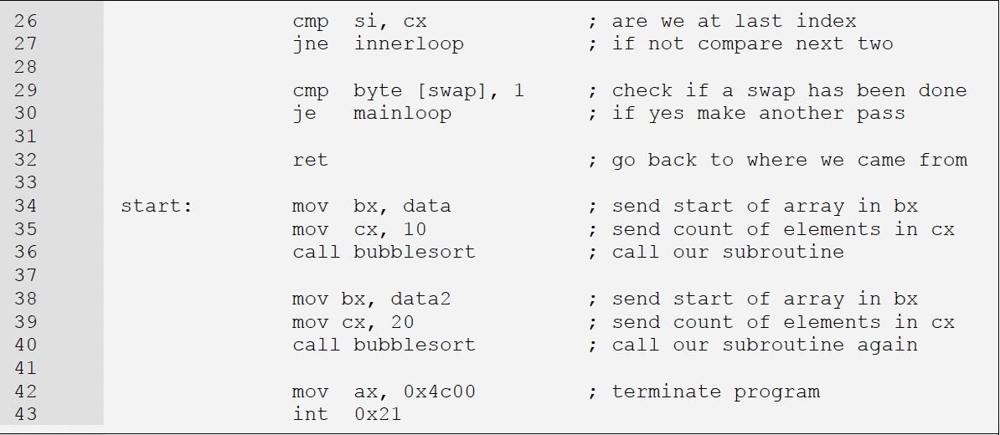 26 cmp si, cx ; are we at last index
27 jne innerloop ; if not compare next two
28
29 cmp byte [swap], 1 ; check if a swap has been done
30 je mainloop ; if yes make another pass
31
32 ret ; go back to where we came from
33
34 start: mov bx, data ; send start of array in bx
35 mov cx, 10 ; send count of elements in cx
36 call bubblesort ; call our subroutine
37
38 mov bx, data2 ; send start of array in bx
39 mov cx, 20 ; send count of elements in cx
40 call bubblesort ; call our subroutine again
41
42 mov ax, 0x4c00 ; terminate program
43 int 0x21